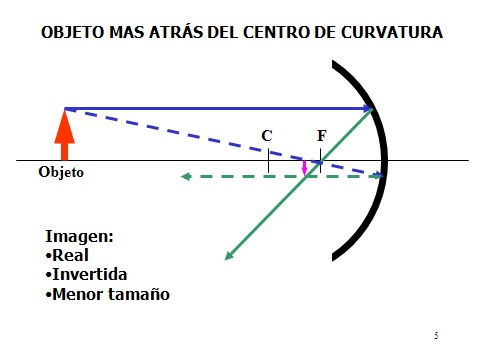 OBJETO MAS ATRÁS DEL CENTRO DE CURVATURA
C F
Objeto
Imagen:
•Real
•Invertida
•Menor tamaño
5